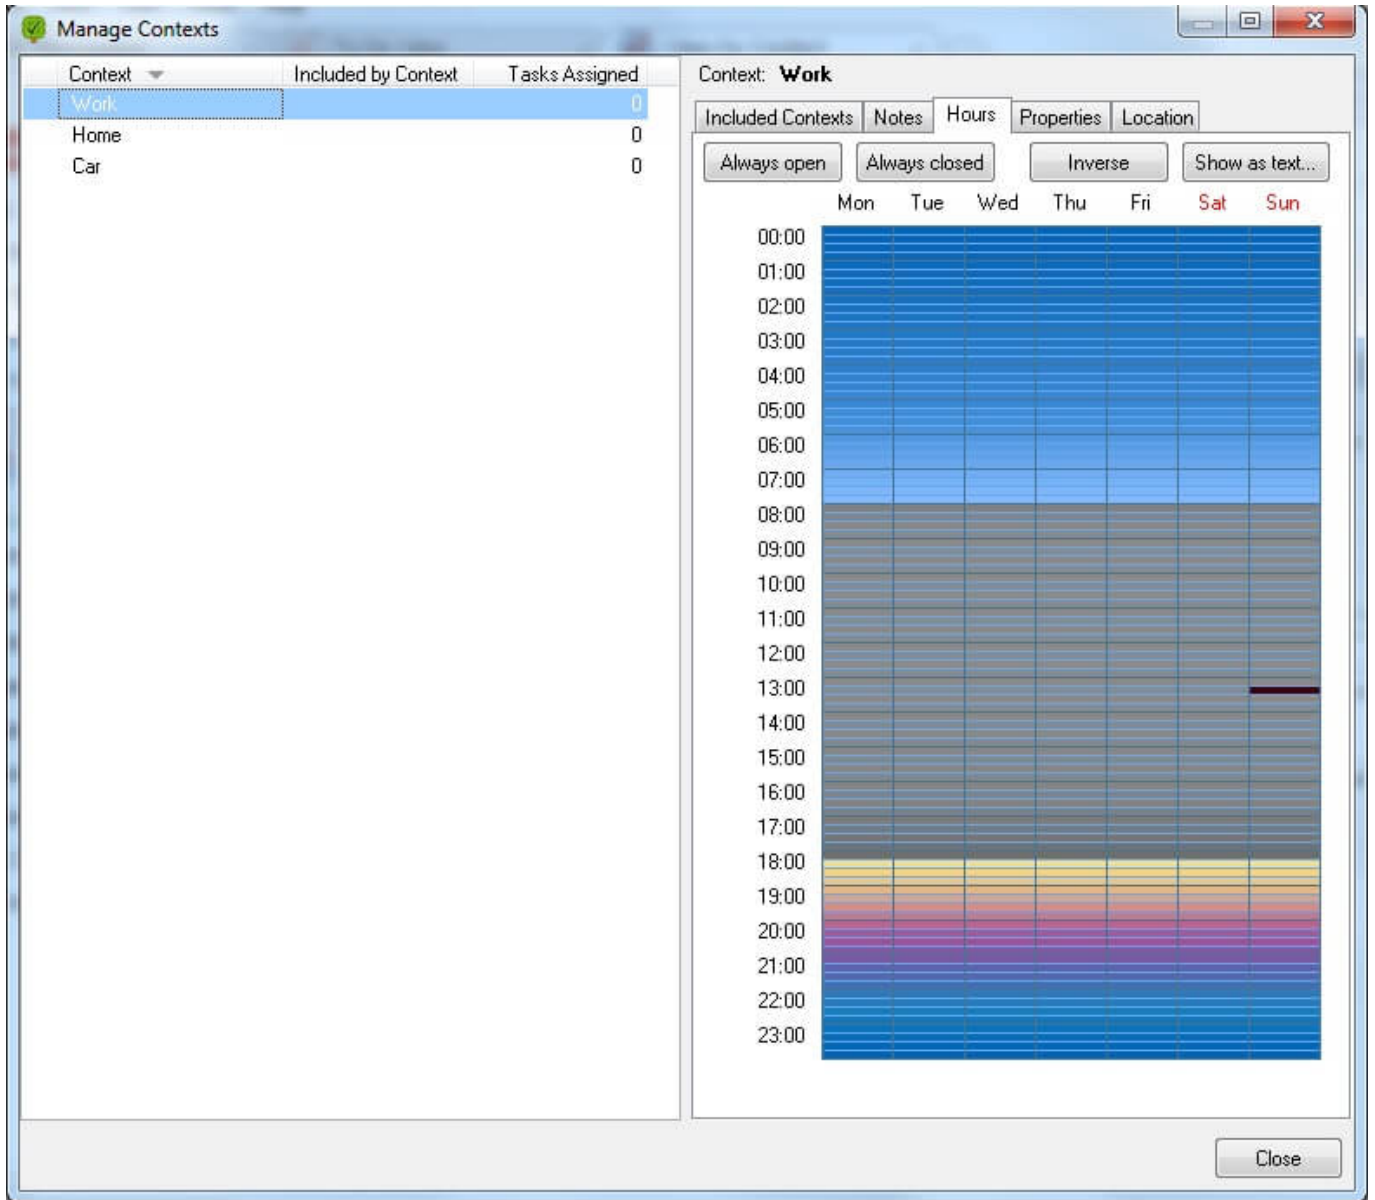 Manage Contexts
Context Included by Context Tasks Assigned
Work 0
Home 0
Car 0
Context: Work
Included Contexts Notes Hours Properties Location
Always open Always closed Inverse Show as text...
Mon Tue Wed Thu Fri Sat Sun
00:00
01:00
02:00
03:00
04:00
05:00
06:00
07:00
08:00
09:00
10:00
11:00
12:00
13:00
14:00
15:00
16:00
17:00
18:00
19:00
20:00
21:00
22:00
23:00
Close